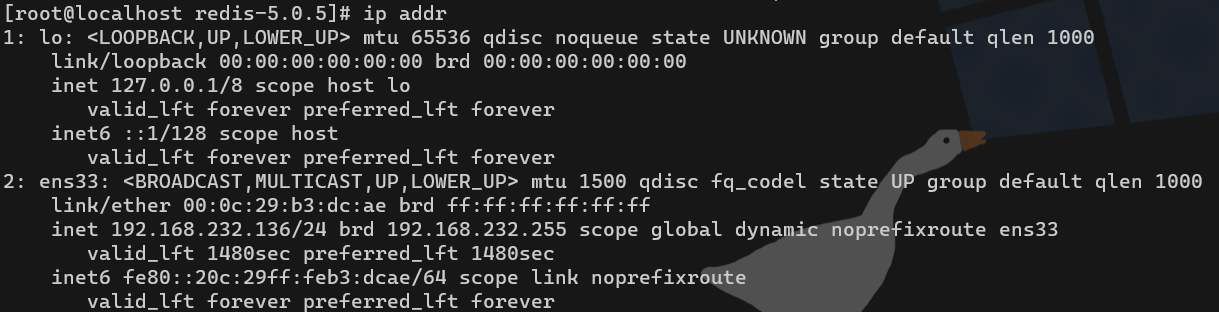 [root@localhost redis-5.0.5]# ip addr
1: lo: <LOOPBACK,UP,LOWER_UP> mtu 65536 qdisc noqueue state UNKNOWN group default qlen 1000
    link/loopback 00:00:00:00:00:00 brd 00:00:00:00:00:00
    inet 127.0.0.1/8 scope host lo
       valid_lft forever preferred_lft forever
    inet6 ::1/128 scope host
       valid_lft forever preferred_lft forever
2: ens33: <BROADCAST,MULTICAST,UP,LOWER_UP> mtu 1500 qdisc fq_codel state UP group default qlen 1000
    link/ether 00:0c:29:b3:dc:ae brd ff:ff:ff:ff:ff:ff
    inet 192.168.232.136/24 brd 192.168.232.255 scope global dynamic noprefixroute ens33
       valid_lft 1480sec preferred_lft 1480sec
    inet6 fe80::20c:29ff:feb3:dcae/64 scope link noprefixroute
       valid_lft forever preferred_lft forever